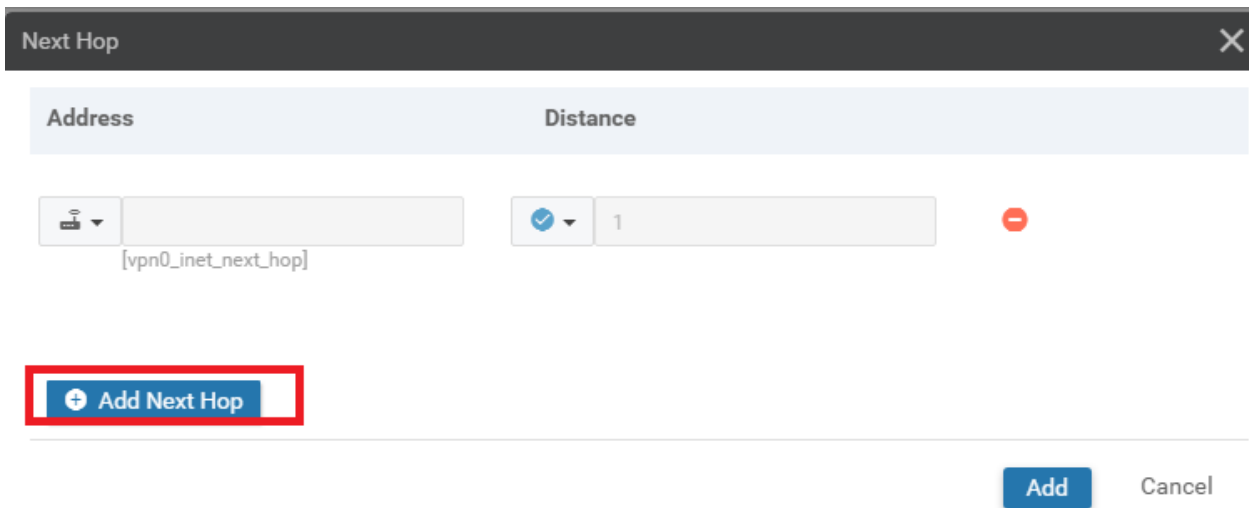 Next Hop
Address Distance
1
[vpn0_inet_next_hop]
Add Next Hop
Add Cancel